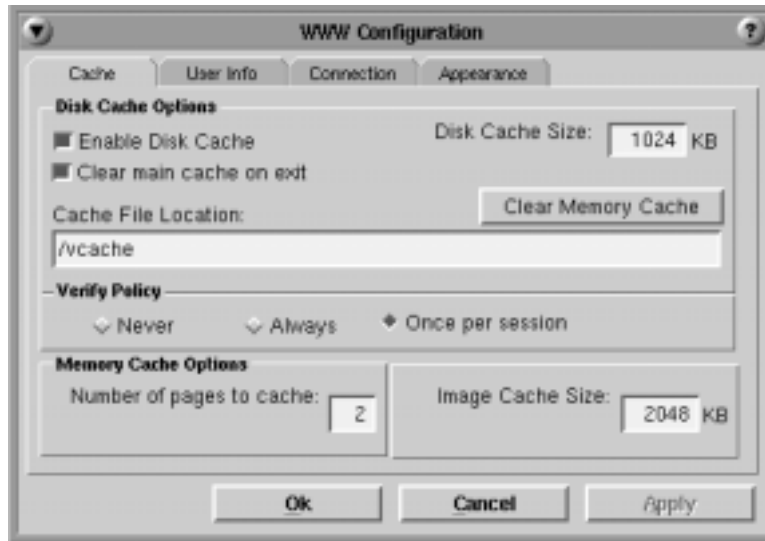 WWW Configuration
?
Cache User Info Connection Appearance
Disk Cache Options
Enable Disk Cache
Disk Cache Size: 1024 KB
Clear main cache on exit
Clear Memory Cache
Cache File Location:
/vcache
Verify Policy
Never Always Once per session
Memory Cache Options
Number of pages to cache: 2
Image Cache Size: 2048 KB
Ok Cancel Apply